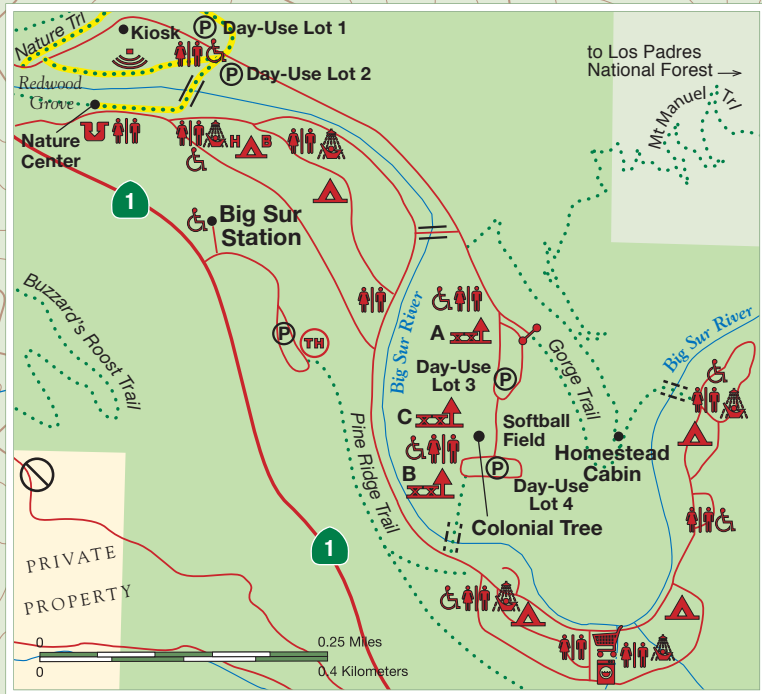 Nature Trl
Kiosk
P Day-Use Lot 1
P Day-Use Lot 2
Redwood
Grove
Nature
Center
H B
to Los Padres
National Forest
Mt Manuel Trl
1
Big Sur
Station
Buzzard's Roost Trail
P
TH
Big Sur River
A
Day-Use
Lot 3
P
Gorge Trail
Big Sur River
C
Softball
Field
Homestead
Cabin
Pine Ridge Trail
B
P
Day-Use
Lot 4
Colonial Tree
1
PRIVATE
PROPERTY
0 0.25 Miles
0 0.4 Kilometers